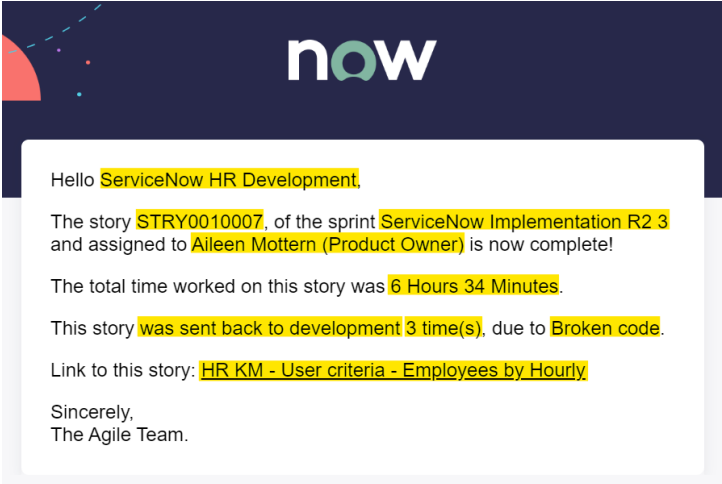 now
Hello ServiceNow HR Development,
The story STRY0010007, of the sprint ServiceNow Implementation R2 3
and assigned to Aileen Mottern (Product Owner) is now complete!
The total time worked on this story was 6 Hours 34 Minutes.
This story was sent back to development 3 time(s), due to Broken code.
Link to this story: HR KM - User criteria - Employees by Hourly
Sincerely,
The Agile Team.